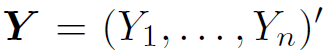 Y = (Y₁, . . . , Yₙ)′